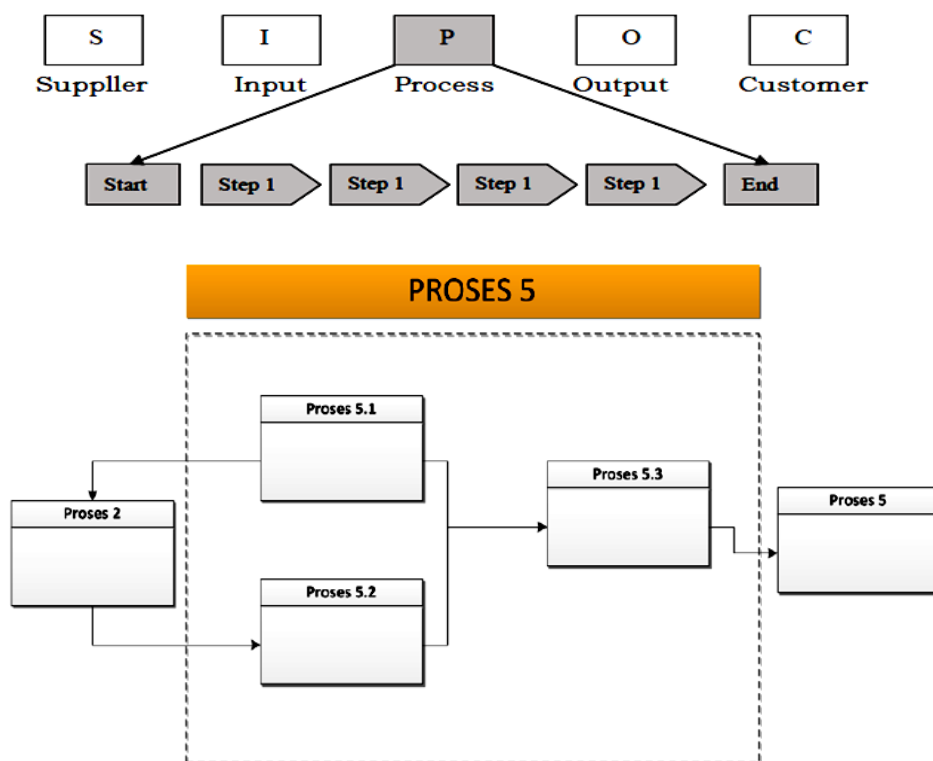 S I P O C
Suppller Input Process Output Customer
Start Step 1 Step 1 Step 1 Step 1 End
PROSES 5
Proses 5.1
Proses 5.3
Proses 5
Proses 2
Proses 5.2